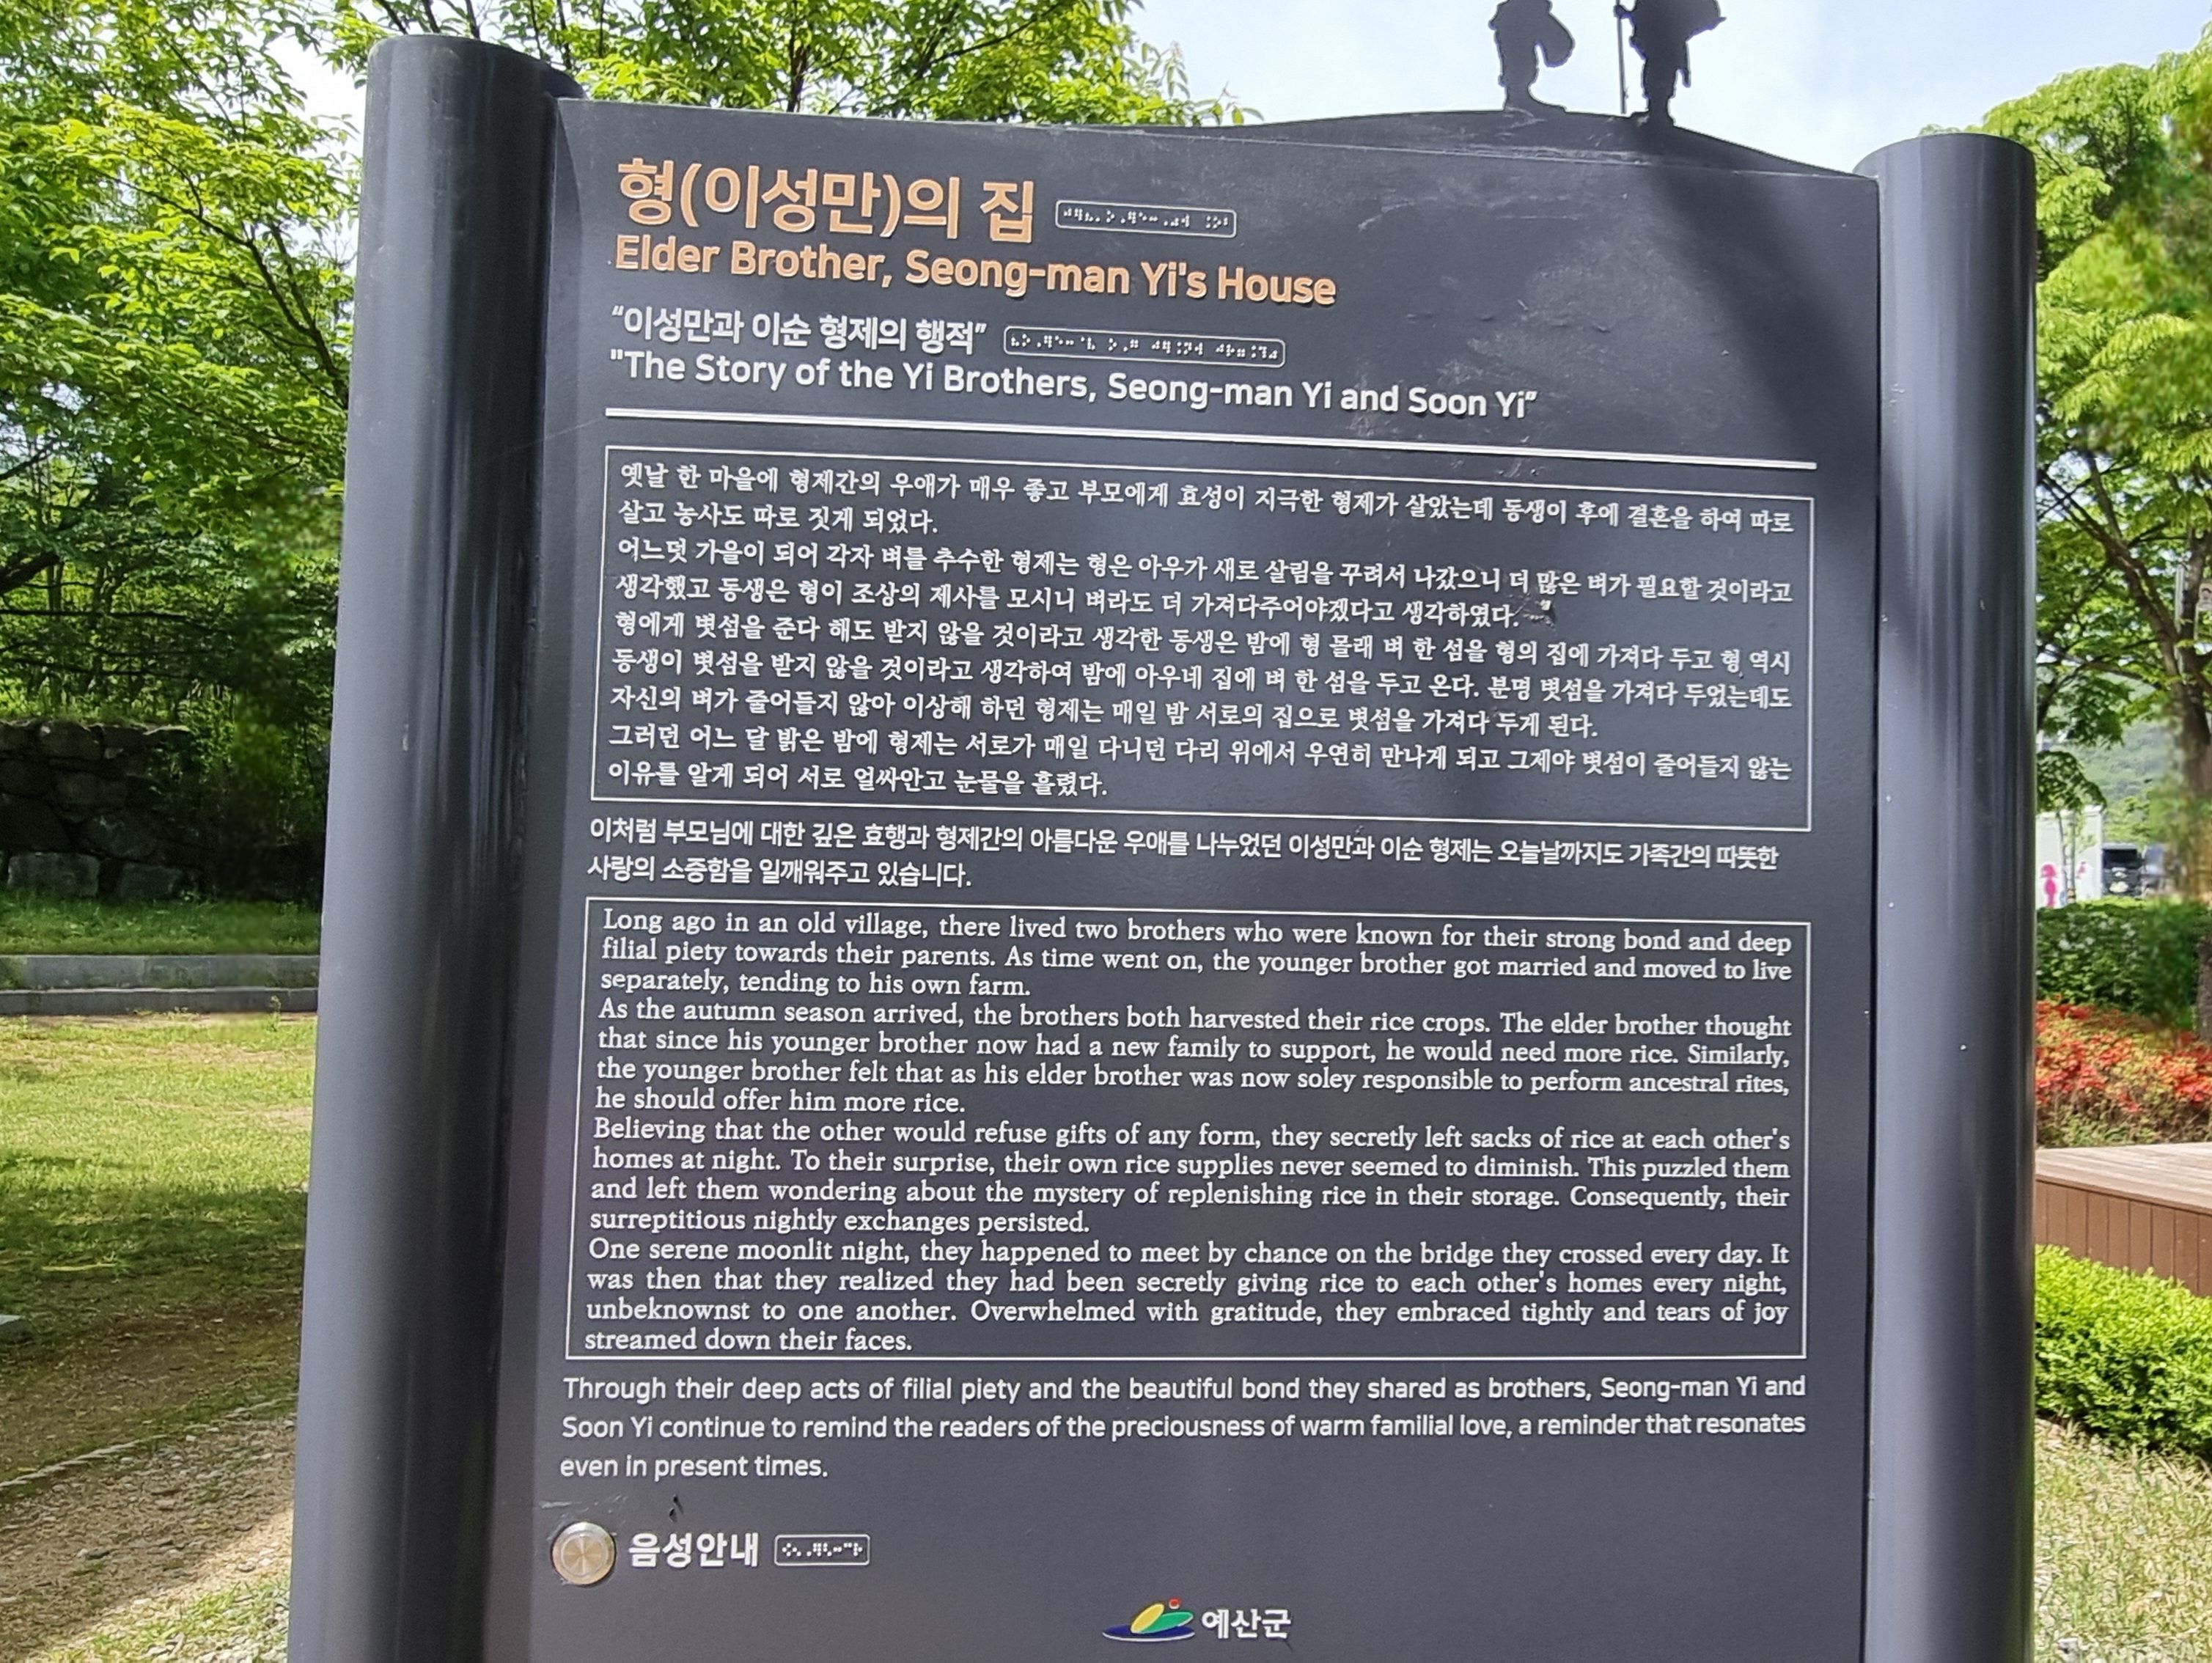 형(이성만)의 집
Elder Brother, Seong-man Yi's House
“이성만과 이순 형제의 행적”
"The Story of the Yi Brothers, Seong-man Yi and Soon Yi"
옛날 한 마을에 형제간의 우애가 매우 좋고 부모에게 효성이 지극한 형제가 살았는데 동생이 후에 결혼을 하여 따로
살고 농사도 따로 짓게 되었다.
어느덧 가을이 되어 각자 벼를 추수한 형제는 형은 아우가 새로 살림을 꾸려서 나갔으니 더 많은 벼가 필요할 것이라고
생각했고 동생은 형이 조상의 제사를 모시니 벼라도 더 가져다주어야겠다고 생각하였다.
형에게 볏섬을 준다 해도 받지 않을 것이라고 생각한 동생은 밤에 형 몰래 벼 한 섬을 형의 집에 가져다 두고 형 역시
동생이 볏섬을 받지 않을 것이라고 생각하여 밤에 아우네 집에 벼 한 섬을 두고 온다. 분명 볏섬을 가져다 두었는데도
자신의 벼가 줄어들지 않아 이상해 하던 형제는 매일 밤 서로의 집으로 볏섬을 가져다 두게 된다.
그러던 어느 달 밝은 밤에 형제는 서로가 매일 다니던 다리 위에서 우연히 만나게 되고 그제야 볏섬이 줄어들지 않는
이유를 알게 되어 서로 얼싸안고 눈물을 흘렸다.
이처럼 부모님에 대한 깊은 효행과 형제간의 아름다운 우애를 나누었던 이성만과 이순 형제는 오늘날까지도 가족간의 따뜻한
사랑의 소중함을 일깨워주고 있습니다.
Long ago in an old village, there lived two brothers who were known for their strong bond and deep
filial piety towards their parents. As time went on, the younger brother got married and moved to live
separately, tending to his own farm.
As the autumn season arrived, the brothers both harvested their rice crops. The elder brother thought
that since his younger brother now had a new family to support, he would need more rice. Similarly,
the younger brother felt that as his elder brother was now soley responsible to perform ancestral rites,
he should offer him more rice.
Believing that the other would refuse gifts of any form, they secretly left sacks of rice at each other's
homes at night. To their surprise, their own rice supplies never seemed to diminish. This puzzled them
and left them wondering about the mystery of replenishing rice in their storage. Consequently, their
surreptitious nightly exchanges persisted.
One serene moonlit night, they happened to meet by chance on the bridge they crossed every day. It
was then that they realized they had been secretly giving rice to each other's homes every night,
unbeknownst to one another. Overwhelmed with gratitude, they embraced tightly and tears of joy
streamed down their faces.
Through their deep acts of filial piety and the beautiful bond they shared as brothers, Seong-man Yi and
Soon Yi continue to remind the readers of the preciousness of warm familial love, a reminder that resonates
even in present times.
음성안내
예산군